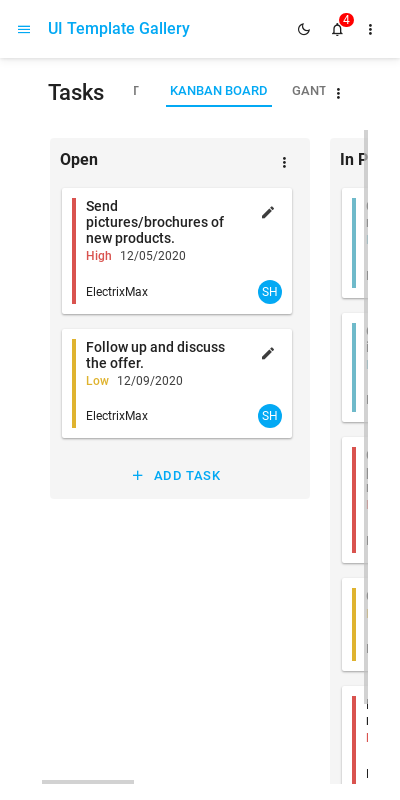 UI Template Gallery
4
Tasks
KANBAN BOARD
GANT
Open
In P
Send
pictures/brochures of
new products.
High 12/05/2020
ElectrixMax
SH
Follow up and discuss
the offer.
Low 12/09/2020
ElectrixMax
SH
ADD TASK